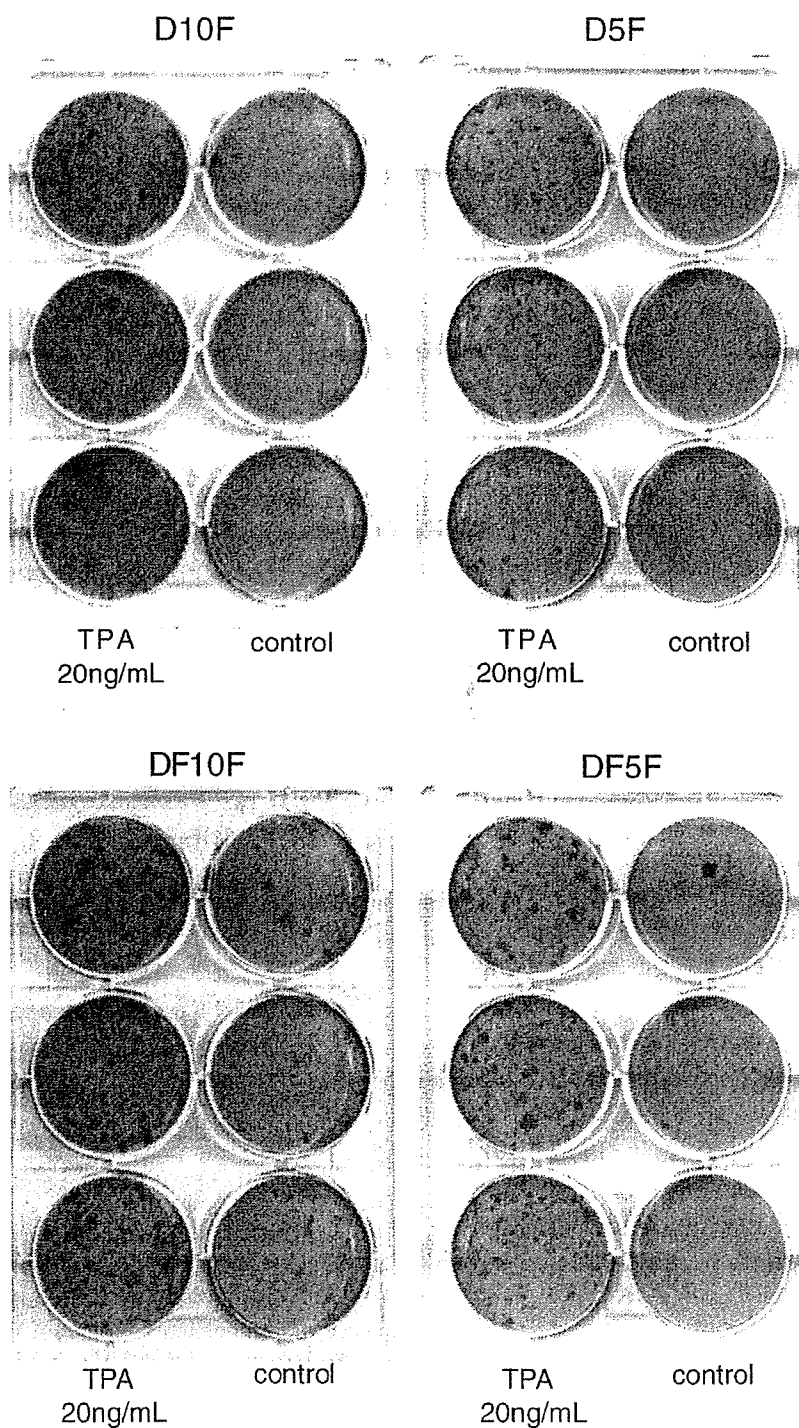 D10F
D5F
TPA
20ng/mL
control
TPA
20ng/mL
control
DF10F
DF5F
TPA
20ng/mL
control
TPA
20ng/mL
control